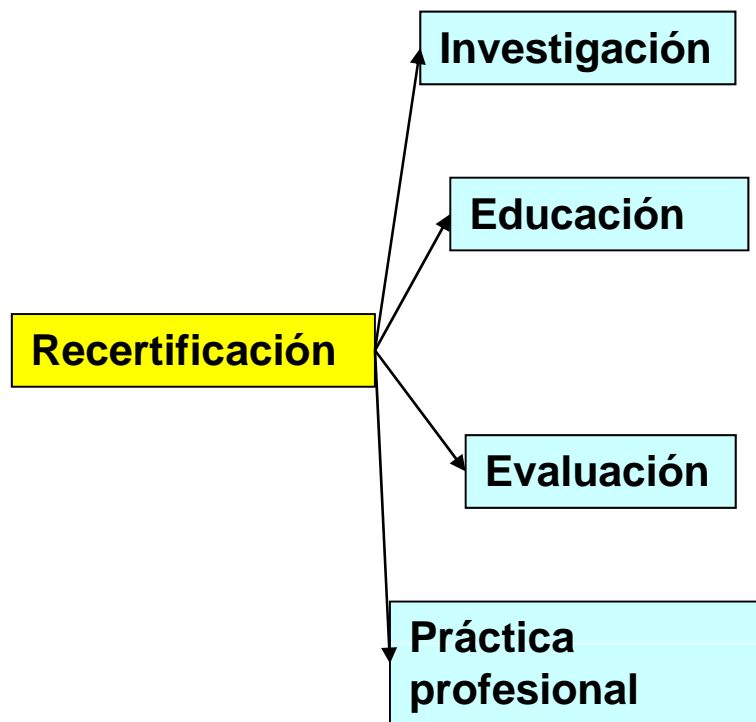 Investigación
Educación
Recertificación
Evaluación
Práctica
profesional